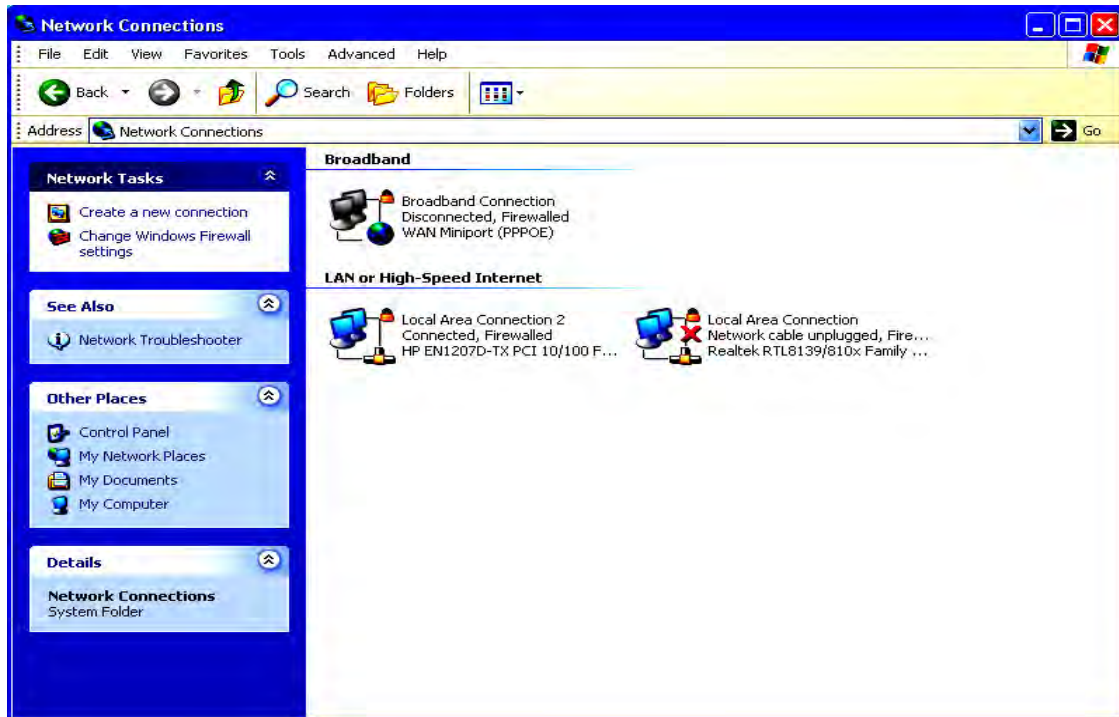 Network Connections
File Edit View Favorites Tools Advanced Help
Back Search Folders
Address Network Connections Go
Network Tasks
Create a new connection
Change Windows Firewall
settings
See Also
Network Troubleshooter
Other Places
Control Panel
My Network Places
My Documents
My Computer
Details
Network Connections
System Folder
Broadband
Broadband Connection
Disconnected, Firewalled
WAN Miniport (PPPOE)
LAN or High-Speed Internet
Local Area Connection 2
Connected, Firewalled
HP EN1207D-TX PCI 10/100 F...
Local Area Connection
Network cable unplugged, Fire...
Realtek RTL8139/810x Family ...